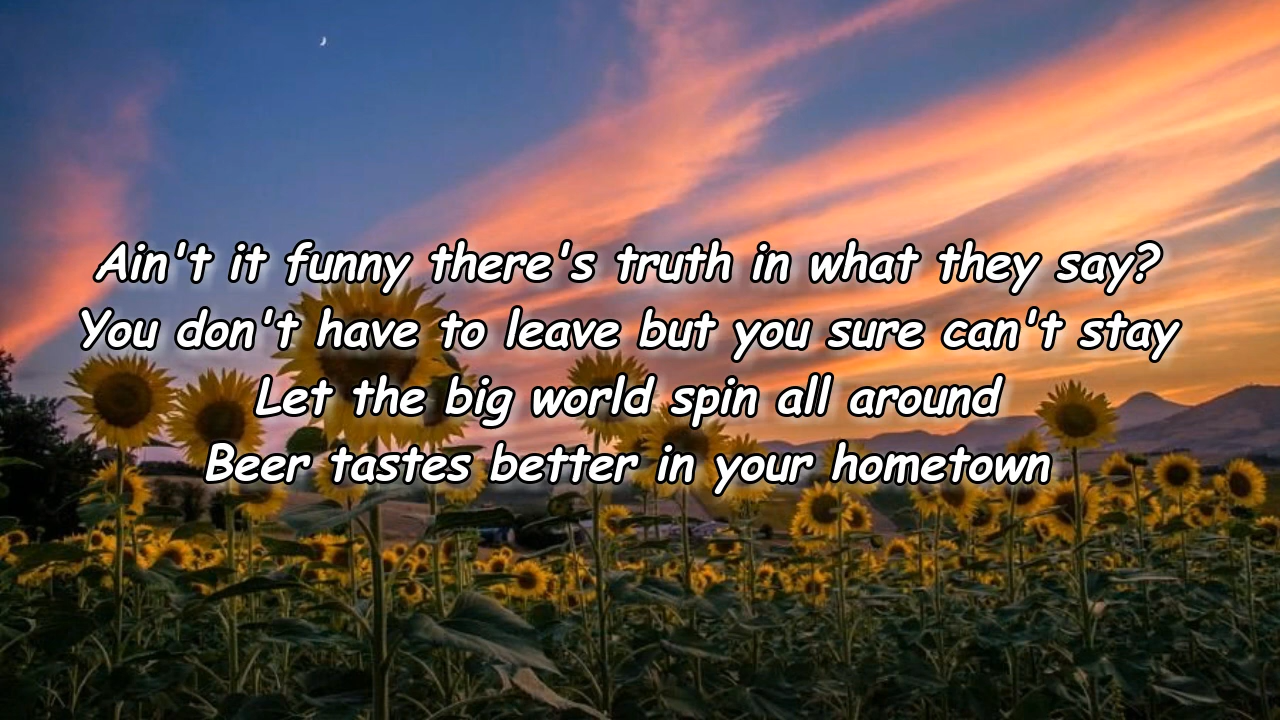 Ain't it funny there's truth in what they say?
You don't have to leave but you sure can't stay
Let the big world spin all around
Beer tastes better in your hometown